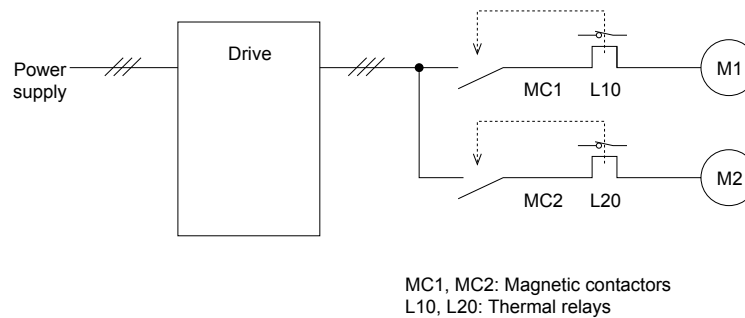 Drive
Power
supply
MC1
L10
M1
MC2
L20
M2
MC1, MC2: Magnetic contactors
L10, L20: Thermal relays